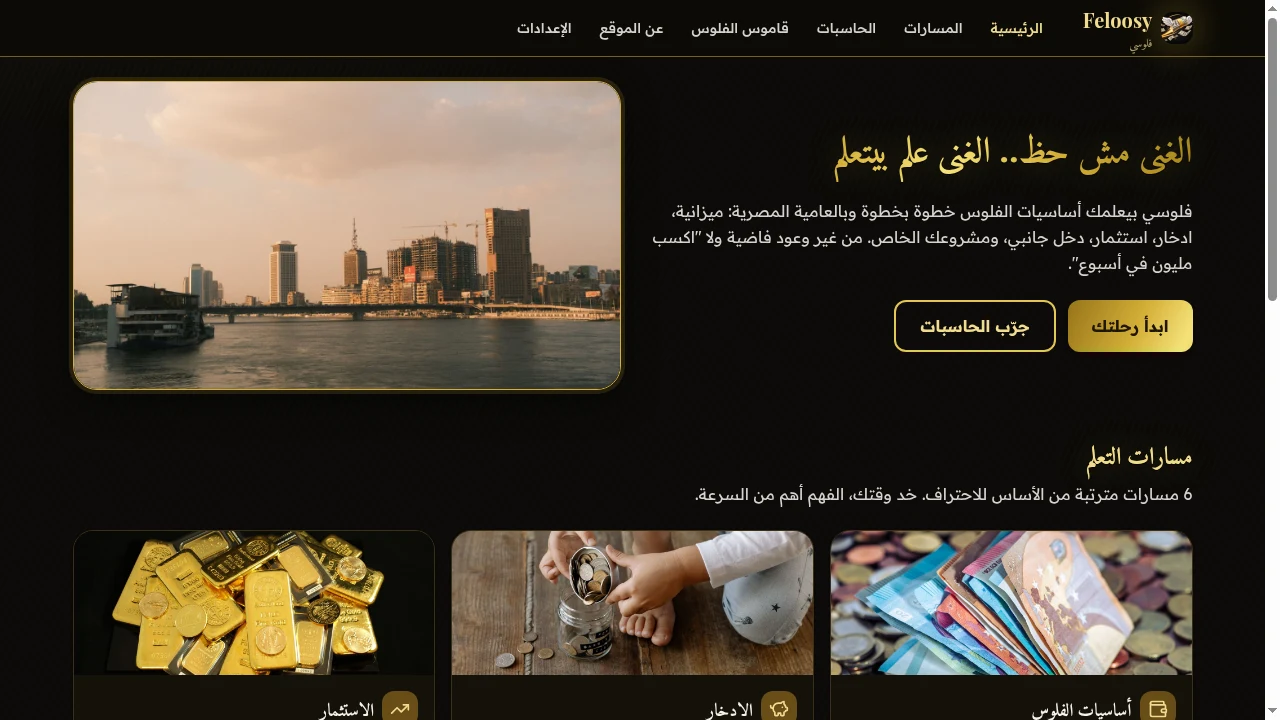 Feloosy
فلوسي
الرئيسية
المسارات
الحاسبات
قاموس الفلوس
عن الموقع
الإعدادات
الغنى مش حظ.. الغنى علم بيتعلم
فلوسي بيعلمك أساسيات الفلوس خطوة بخطوة وبالعامية المصرية: ميزانية،
ادخار، استثمار، دخل جانبي، ومشروعك الخاص. من غير وعود فاضية ولا "اكسب
مليون في أسبوع".
ابدأ رحلتك
جرّب الحاسبات
مسارات التعلم
6 مسارات مترتبة من الأساس للاحتراف. خد وقتك، الفهم أهم من السرعة.
أساسيات الفلوس
الادخار
الاستثمار